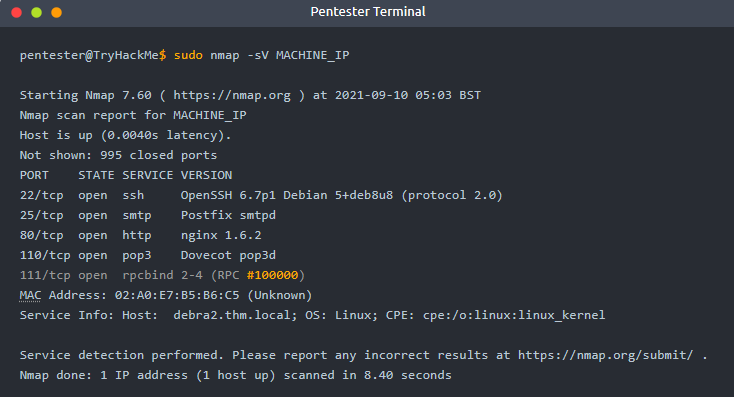 Pentester Terminal
pentester@TryHackMe$ sudo nmap -sV MACHINE_IP
Starting Nmap 7.60 ( https://nmap.org ) at 2021-09-10 05:03 BST
Nmap scan report for MACHINE_IP
Host is up (0.0040s latency).
Not shown: 995 closed ports
PORT    STATE SERVICE VERSION
22/tcp  open  ssh     OpenSSH 6.7p1 Debian 5+deb8u8 (protocol 2.0)
25/tcp  open  smtp    Postfix smtpd
80/tcp  open  http    nginx 1.6.2
110/tcp open  pop3    Dovecot pop3d
111/tcp open  rpcbind 2-4 (RPC #100000)
MAC Address: 02:A0:E7:B5:B6:C5 (Unknown)
Service Info: Host:  debra2.thm.local; OS: Linux; CPE: cpe:/o:linux:linux_kernel
Service detection performed. Please report any incorrect results at https://nmap.org/submit/ .
Nmap done: 1 IP address (1 host up) scanned in 8.40 seconds